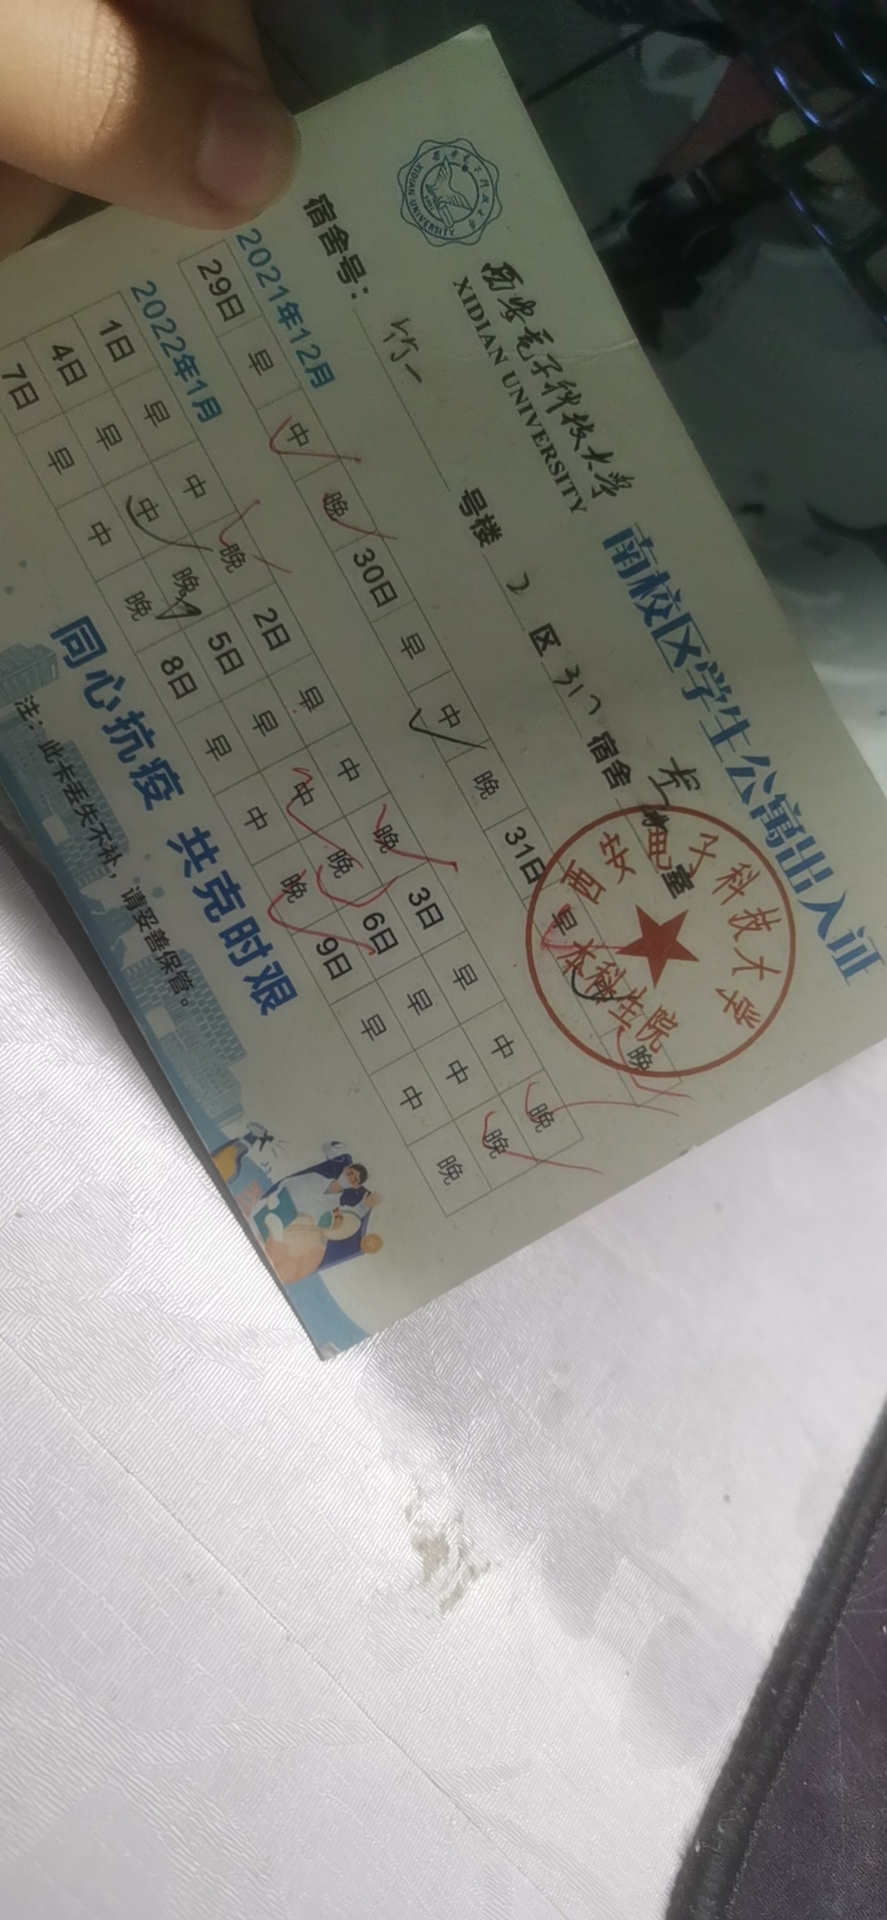 西安电子科技大学
XIDIAN UNIVERSITY
XIDIAN UNIVERSITY
南校区学生公寓出入证
宿舍号： 竹一 号楼 2 区 317 宿舍 室
西安电子科技大学
本科生院
2021年12月
29日 早 中 晚 30日 早 中 晚 31日 早 中 晚
2022年1月
1日 早 中 晚 2日 早 中 晚 3日 早 中 晚
4日 早 中 晚 5日 早 中 晚 6日 早 中 晚
7日 早 中 晚 8日 早 中 晚 9日 早 中 晚
同心抗疫 共克时艰
注：此卡丢失不补，请妥善保管。